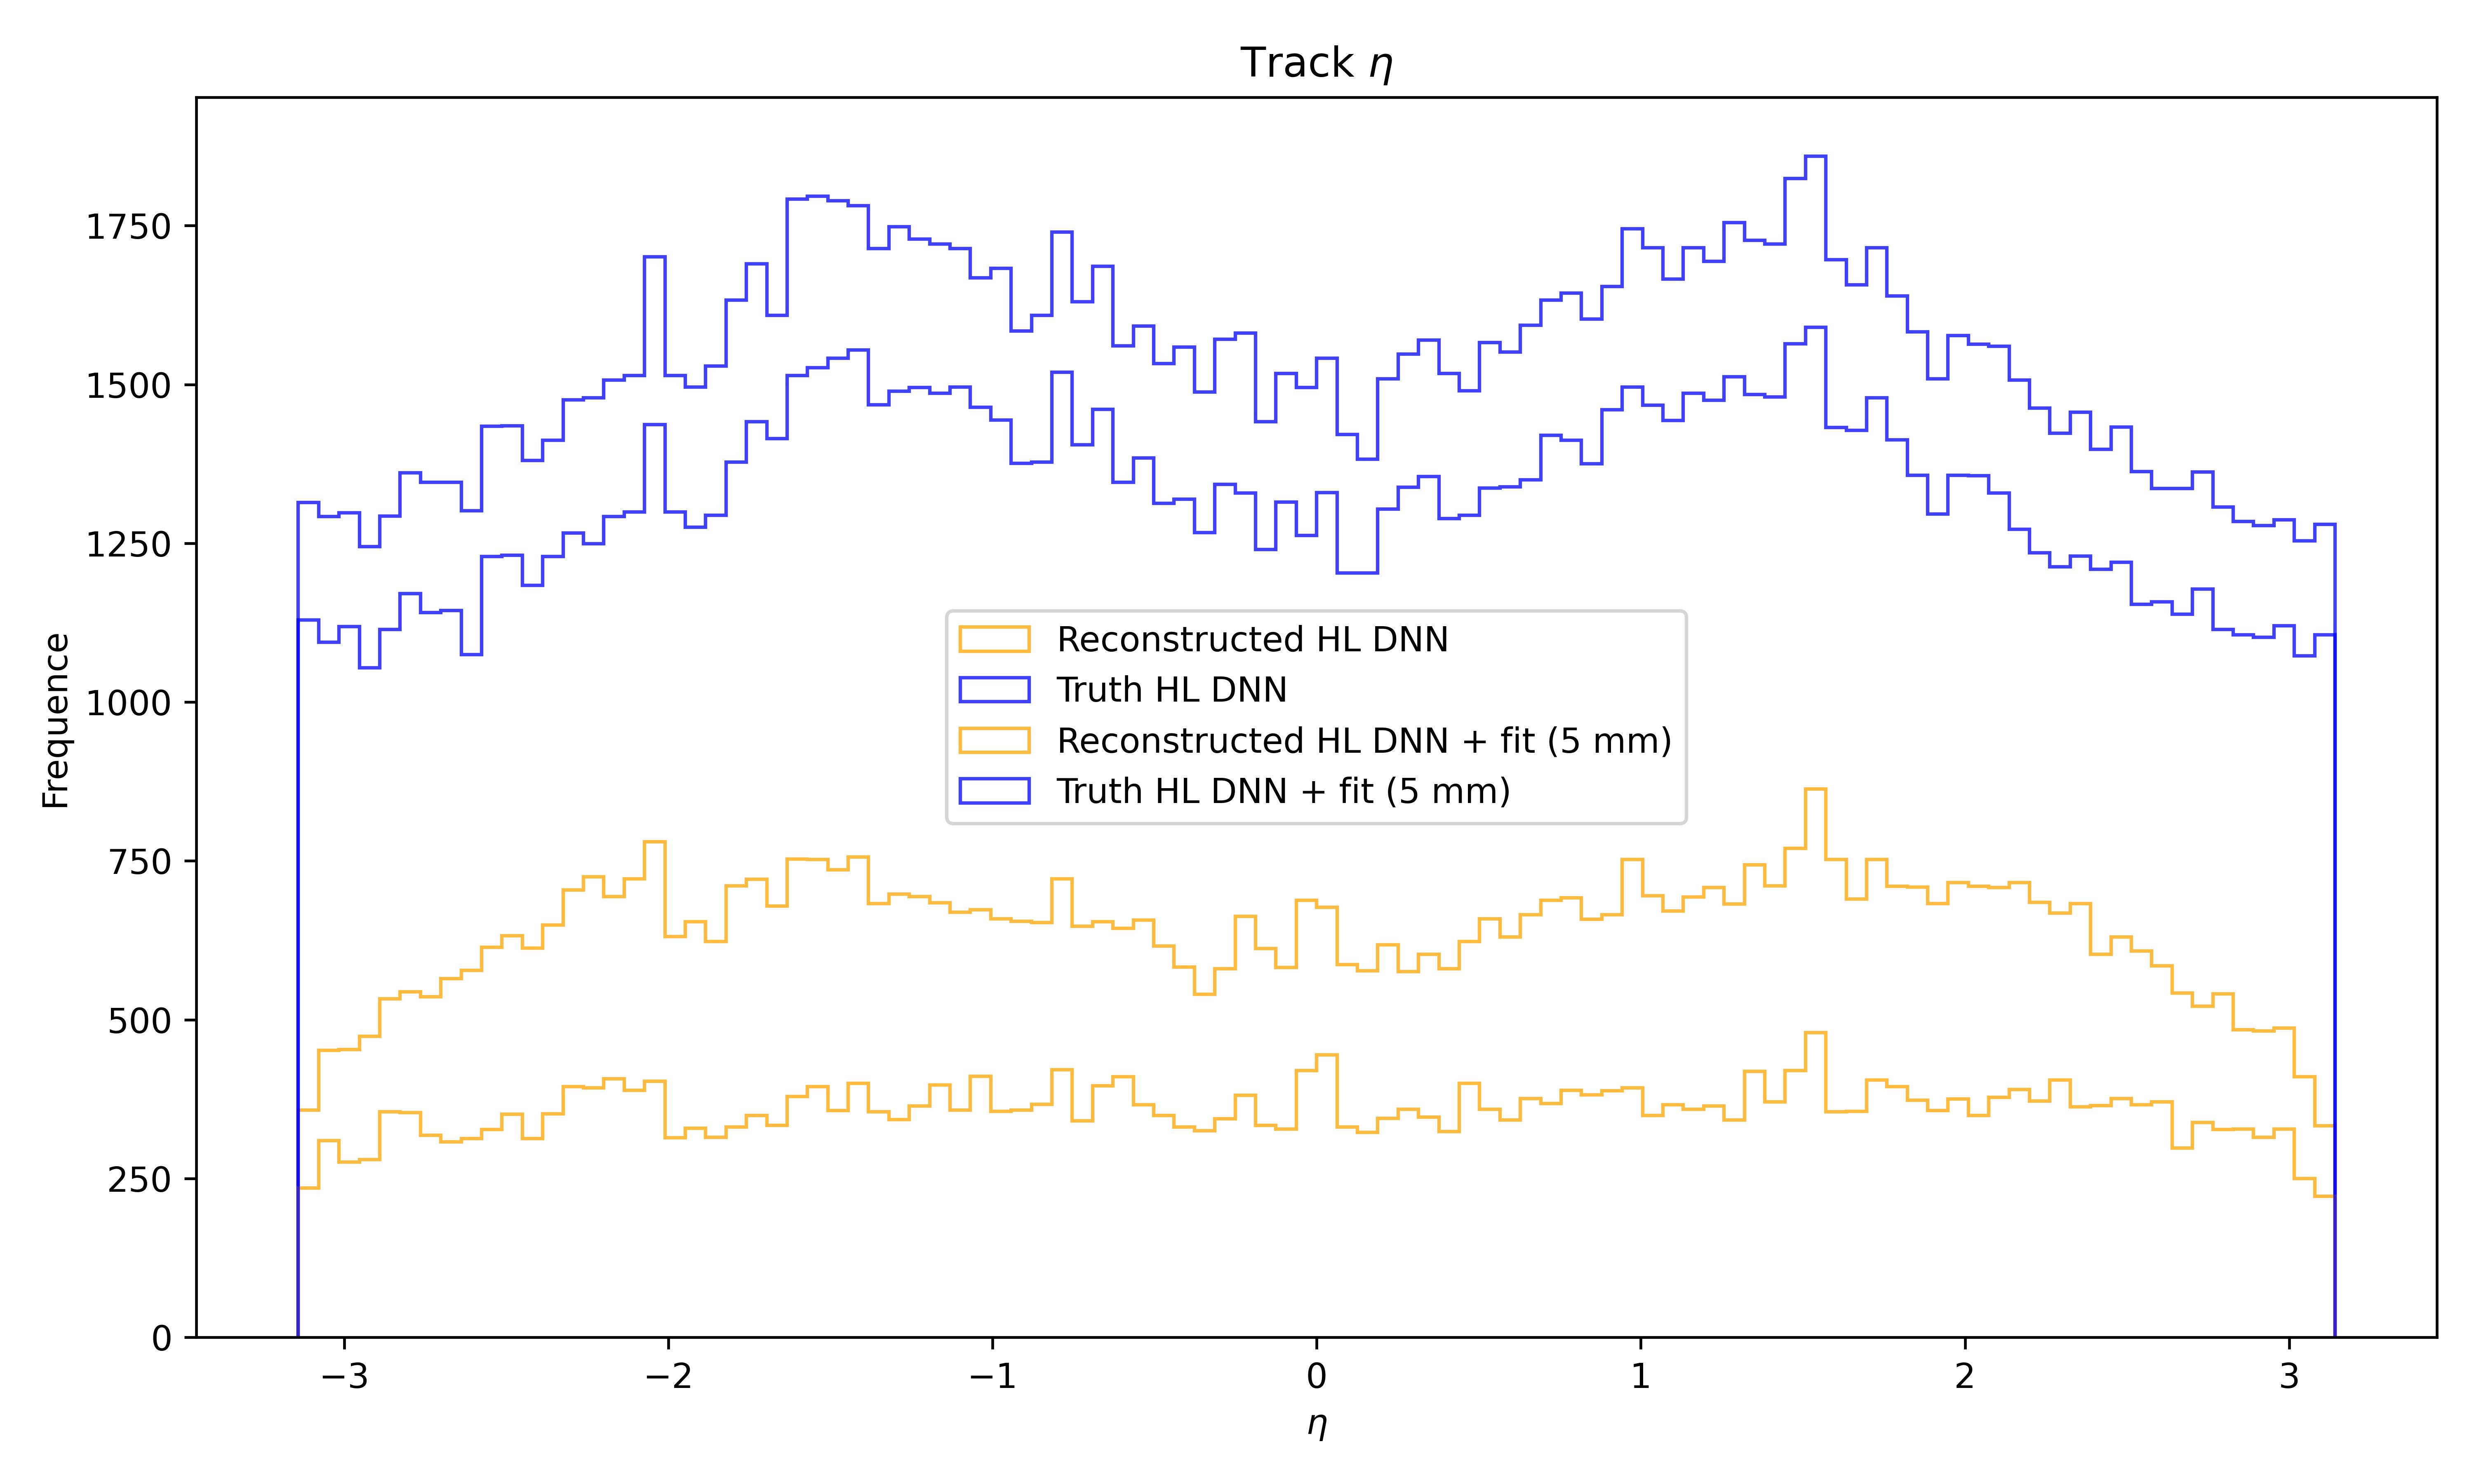 Track η
Frequence
1750
1500
1250
1000
750
500
250
0
Reconstructed HL DNN
Truth HL DNN
Reconstructed HL DNN + fit (5 mm)
Truth HL DNN + fit (5 mm)
−3 −2 −1 0 1 2 3
η